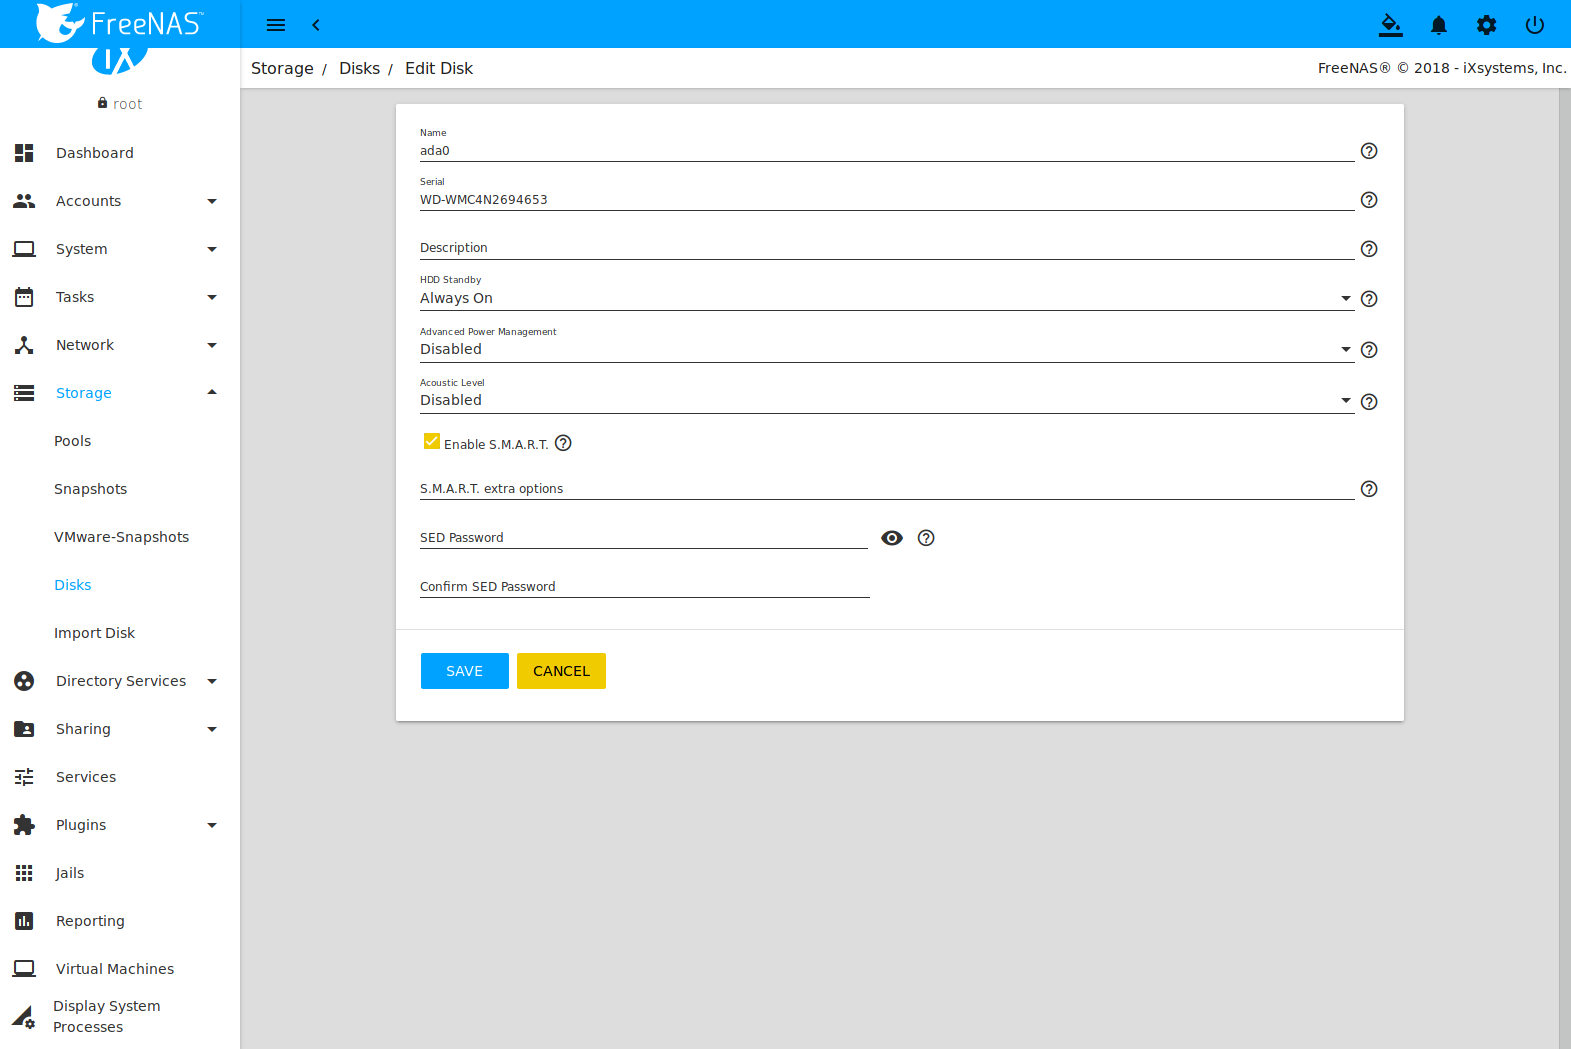 FreeNAS™
Storage / Disks / Edit Disk
FreeNAS® © 2018 - iXsystems, Inc.
iX
root
Dashboard
Accounts
System
Tasks
Network
Storage
Pools
Snapshots
VMware-Snapshots
Disks
Import Disk
Directory Services
Sharing
Services
Plugins
Jails
Reporting
Virtual Machines
Display System
Processes
Name
ada0
Serial
WD-WMC4N2694653
Description
HDD Standby
Always On
Advanced Power Management
Disabled
Acoustic Level
Disabled
Enable S.M.A.R.T.
S.M.A.R.T. extra options
SED Password
Confirm SED Password
SAVE CANCEL